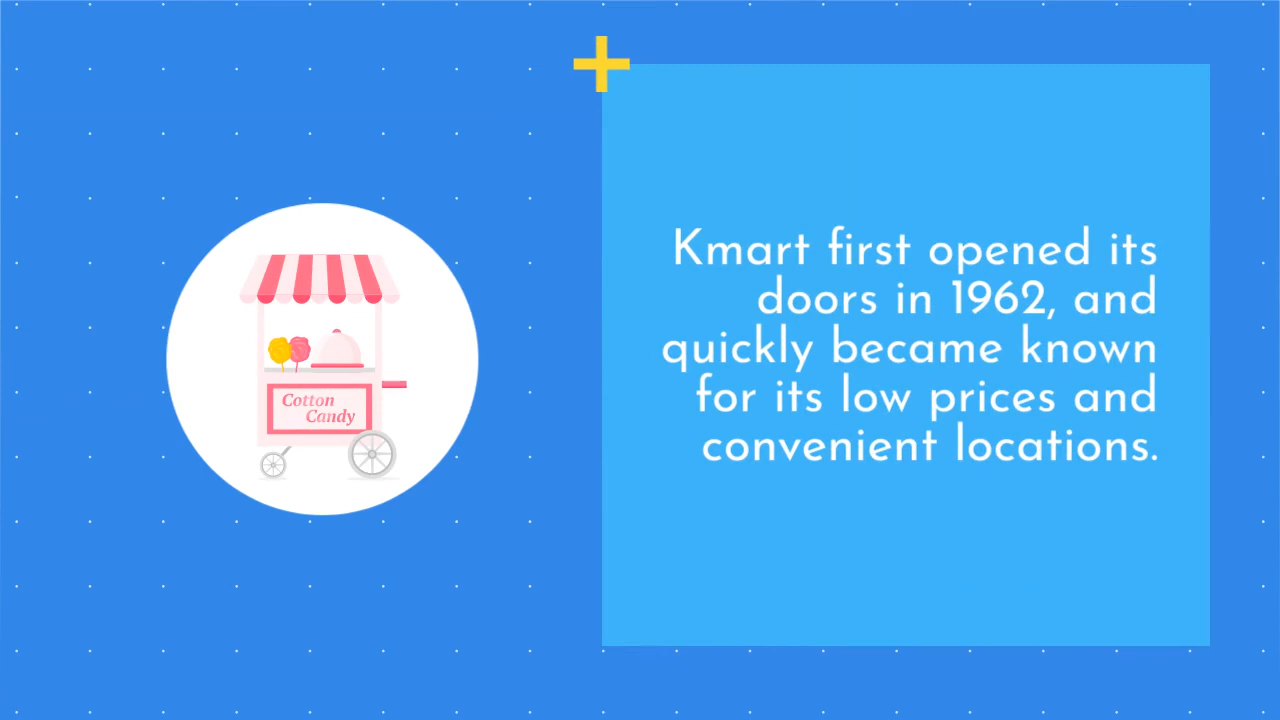 Cotton
Candy
Kmart first opened its
doors in 1962, and
quickly became known
for its low prices and
convenient locations.